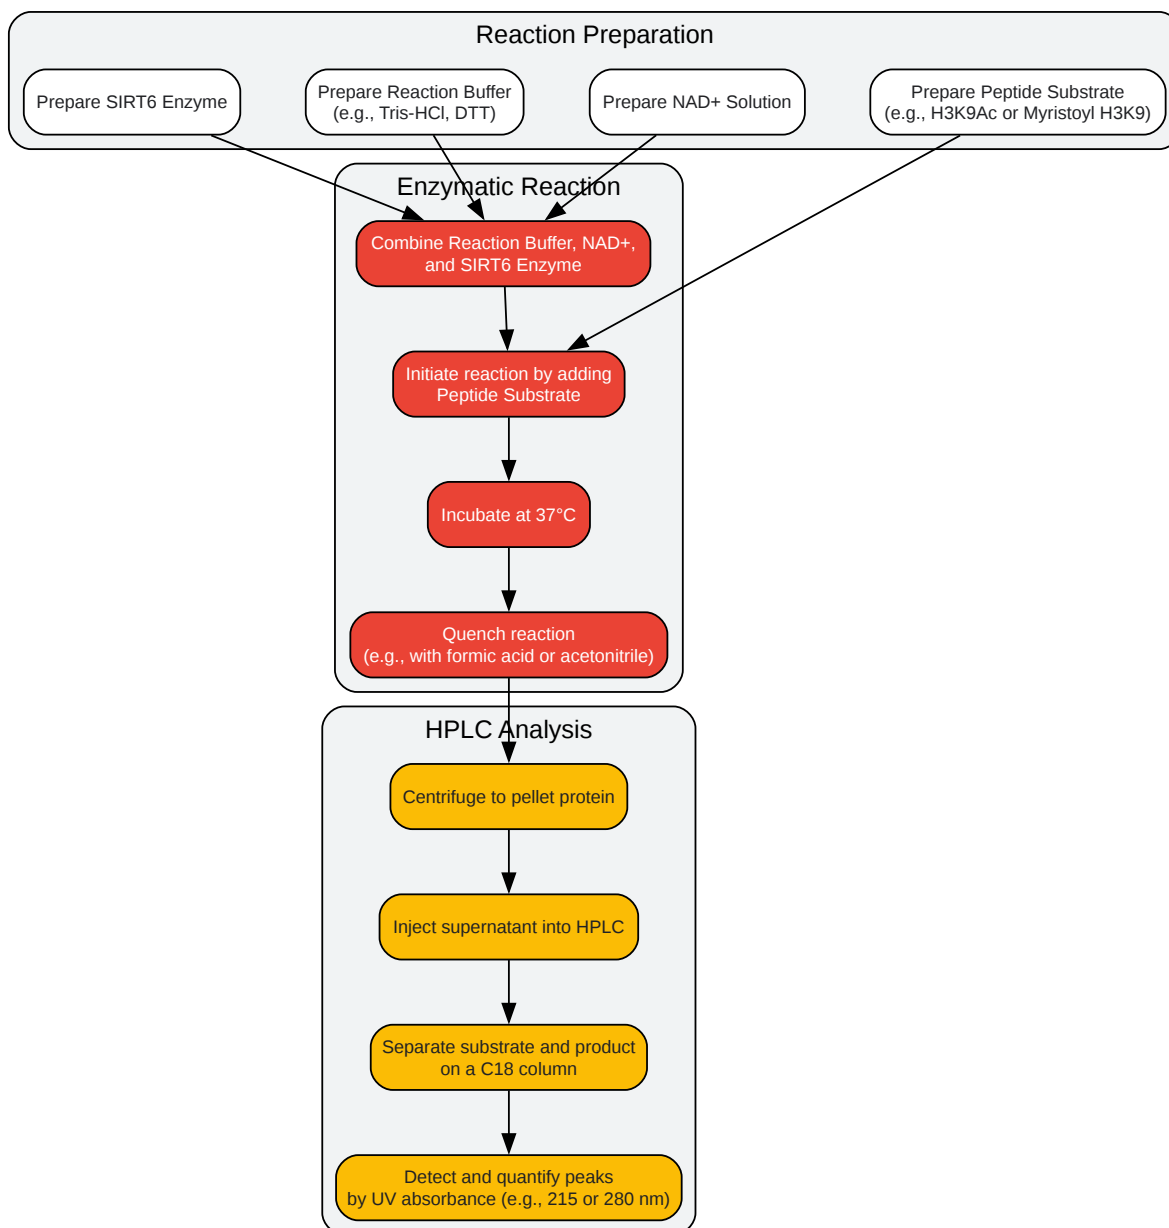 Reaction Preparation
Prepare SIRT6 Enzyme
Prepare Reaction Buffer
(e.g., Tris-HCl, DTT)
Prepare NAD+ Solution
Prepare Peptide Substrate
(e.g., H3K9Ac or Myristoyl H3K9)
Enzymatic Reaction
Combine Reaction Buffer, NAD+,
and SIRT6 Enzyme
Initiate reaction by adding
Peptide Substrate
Incubate at 37°C
Quench reaction
(e.g., with formic acid or acetonitrile)
HPLC Analysis
Centrifuge to pellet protein
Inject supernatant into HPLC
Separate substrate and product
on a C18 column
Detect and quantify peaks
by UV absorbance (e.g., 215 or 280 nm)